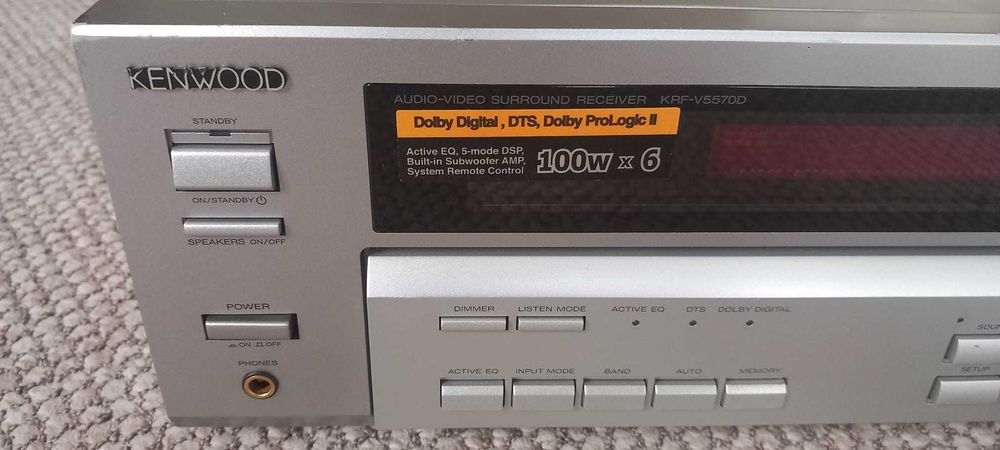 KENWOOD
STANDBY
ON/STANDBY
SPEAKERS ON/OFF
POWER
ON OFF
PHONES
AUDIO-VIDEO SURROUND RECEIVER KRF-V5570D
Dolby Digital , DTS, Dolby ProLogic II
Active EQ, 5-mode DSP,
Built-in Subwoofer AMP,
System Remote Control
100W x 6
DIMMER LISTEN MODE ACTIVE EQ DTS DOLBY DIGITAL
ACTIVE EQ INPUT MODE BAND AUTO MEMORY
SETUP